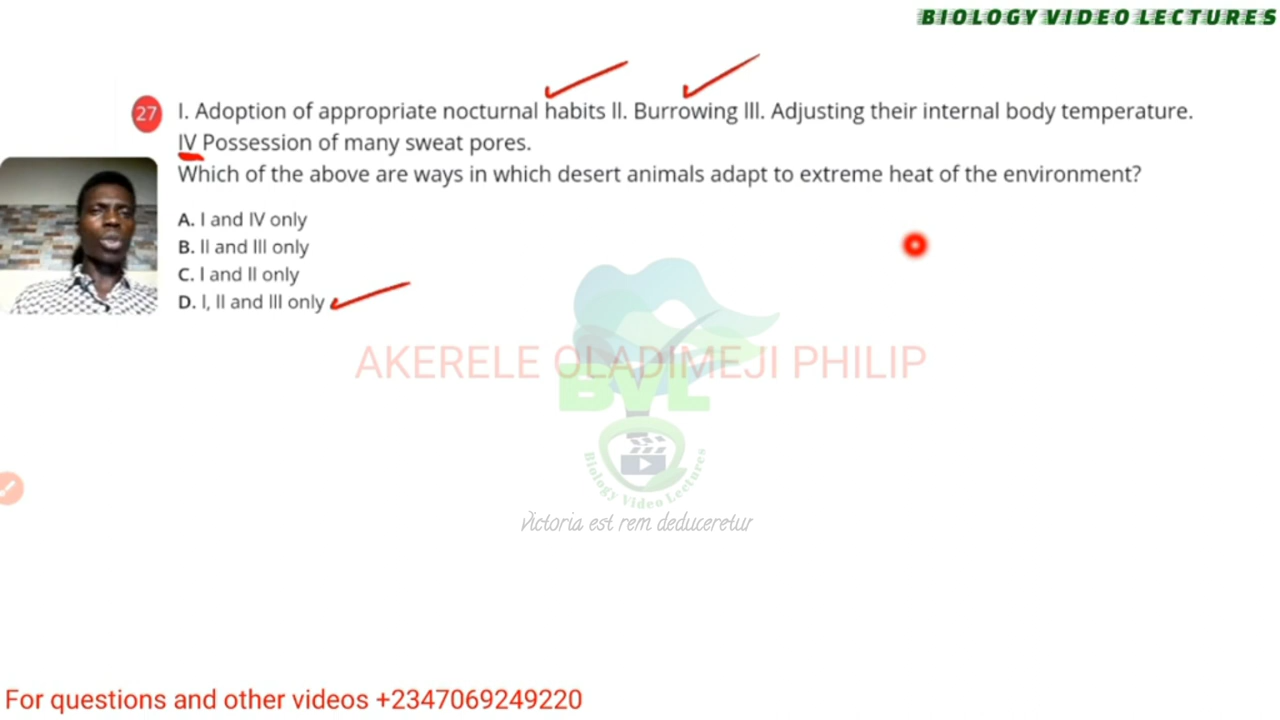 BIOLOGY VIDEO LECTURES
27 I. Adoption of appropriate nocturnal habits II. Burrowing III. Adjusting their internal body temperature.
IV Possession of many sweat pores.
Which of the above are ways in which desert animals adapt to extreme heat of the environment?
A. I and IV only
B. II and III only
C. I and II only
D. I, II and III only
AKERELE OLADIMEJI PHILIP
BVL
Biology Video Lectures
Victoria est rem deduceretur
For questions and other videos +2347069249220